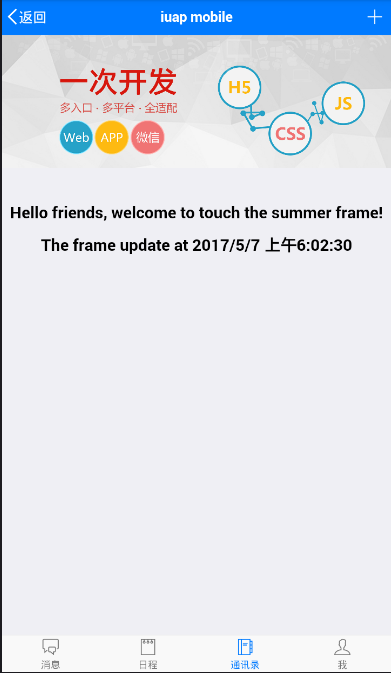 返回
iuap mobile
一次开发
多入口·多平台·全适配
Web APP 微信
H5
CSS
JS
Hello friends, welcome to touch the summer frame!
The frame update at 2017/5/7 上午6:02:30
消息 日程 通讯录 我